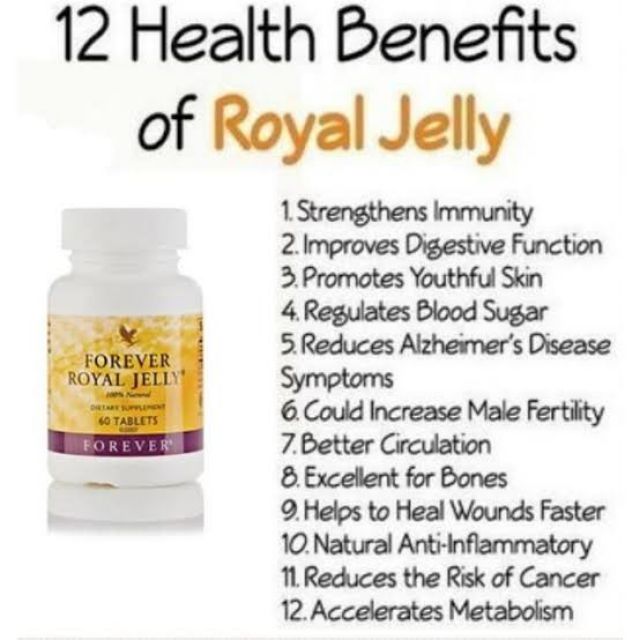 12 Health Benefits
of Royal Jelly
1. Strengthens Immunity
2. Improves Digestive Function
3. Promotes Youthful Skin
4. Regulates Blood Sugar
5. Reduces Alzheimer's Disease
Symptoms
6. Could Increase Male Fertility
7. Better Circulation
8. Excellent for Bones
9. Helps to Heal Wounds Faster
10. Natural Anti-Inflammatory
11. Reduces the Risk of Cancer
12. Accelerates Metabolism
FOREVER
ROYAL JELLY®
100% Natural
DIETARY SUPPLEMENT
60 TABLETS
FOREVER®